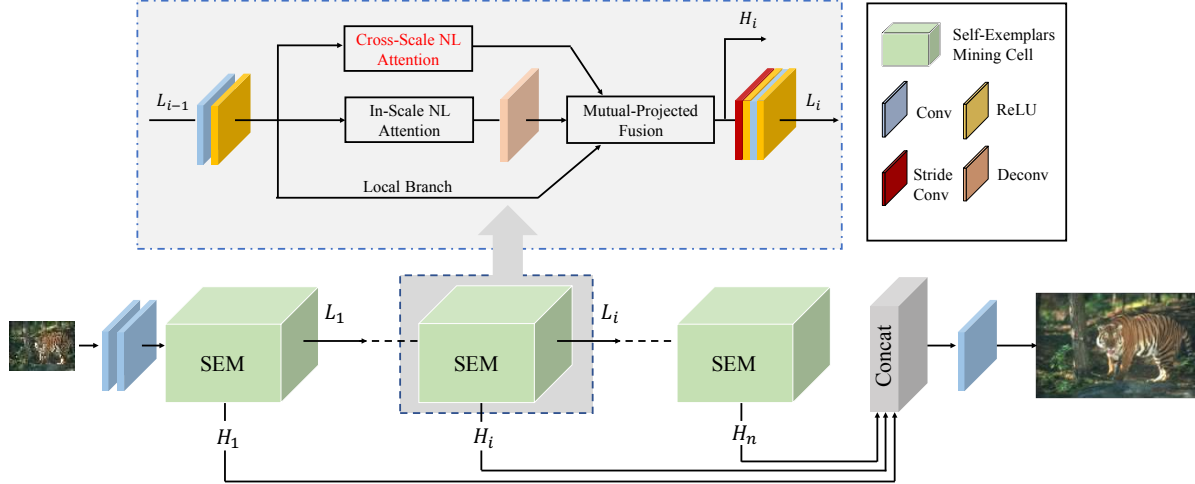 Cross-Scale NL
Attention
H_i
L_{i-1}
In-Scale NL
Attention
Mutual-Projected
Fusion
L_i
Local Branch
Self-Exemplars
Mining Cell
Conv
ReLU
Stride
Conv
Deconv
SEM
L_1
SEM
L_i
SEM
Concat
H_1
H_i
H_n